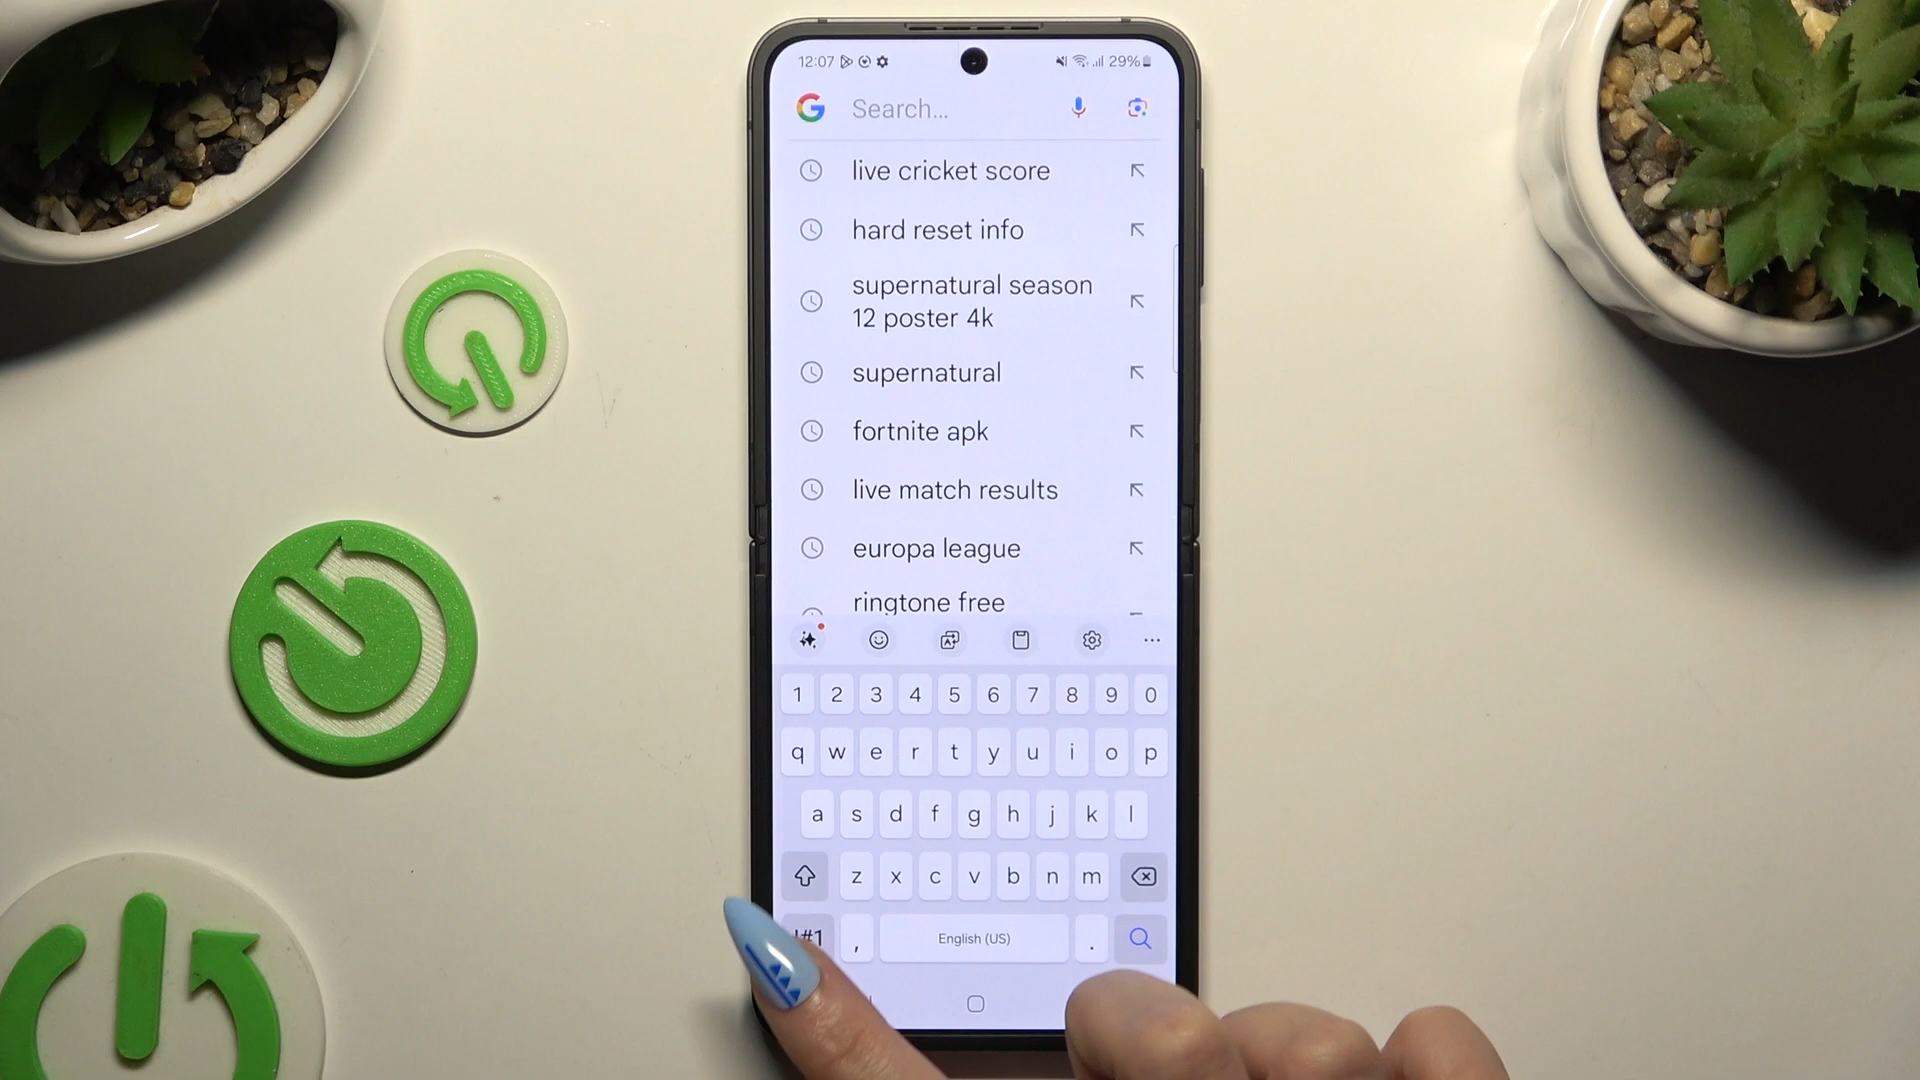 12:07 29%
Search...
live cricket score
hard reset info
supernatural season
12 poster 4k
supernatural
fortnite apk
live match results
europa league
ringtone free
1 2 3 4 5 6 7 8 9 0
q w e r t y u i o p
a s d f g h j k l
z x c v b n m
!#1 , English (US) .